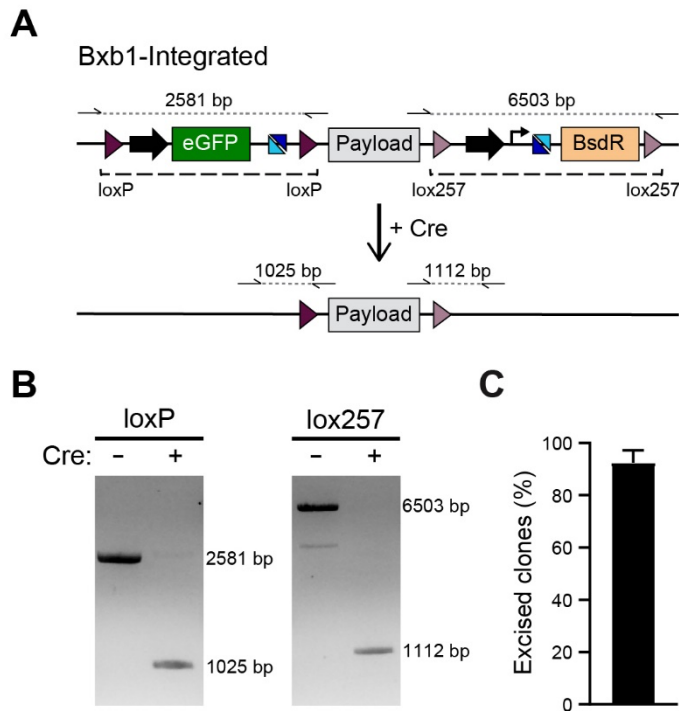 A
Bxb1-Integrated
2581 bp
6503 bp
eGFP
Payload
BsdR
loxP
loxP
lox257
lox257
+ Cre
1025 bp
1112 bp
Payload
B
loxP
lox257
Cre: – + – +
6503 bp
2581 bp
1112 bp
1025 bp
C
Excised clones (%)
100
80
60
40
20
0